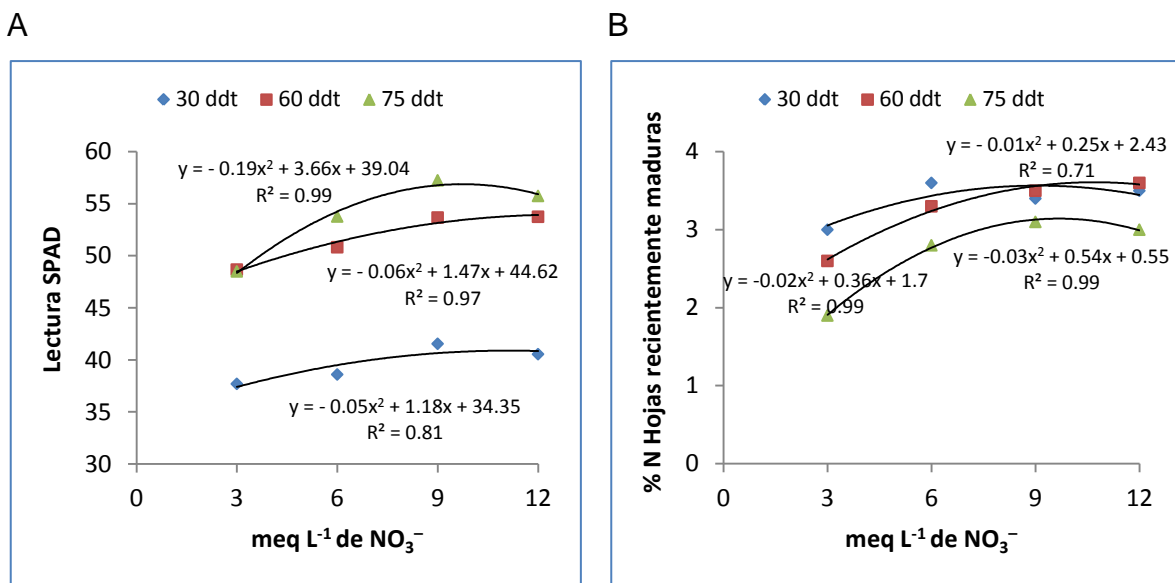 A
30 ddt 60 ddt 75 ddt
60
55
50
45
40
35
30
Lectura SPAD
y = - 0.19x² + 3.66x + 39.04
R² = 0.99
y = - 0.06x² + 1.47x + 44.62
R² = 0.97
y = - 0.05x² + 1.18x + 34.35
R² = 0.81
0 3 6 9 12
meq L⁻¹ de NO₃⁻
B
30 ddt 60 ddt 75 ddt
4
3
2
1
0
% N Hojas recientemente maduras
y = - 0.01x² + 0.25x + 2.43
R² = 0.71
y = -0.02x² + 0.36x + 1.7
R² = 0.99
y = -0.03x² + 0.54x + 0.55
R² = 0.99
0 3 6 9 12
meq L⁻¹ de NO₃⁻